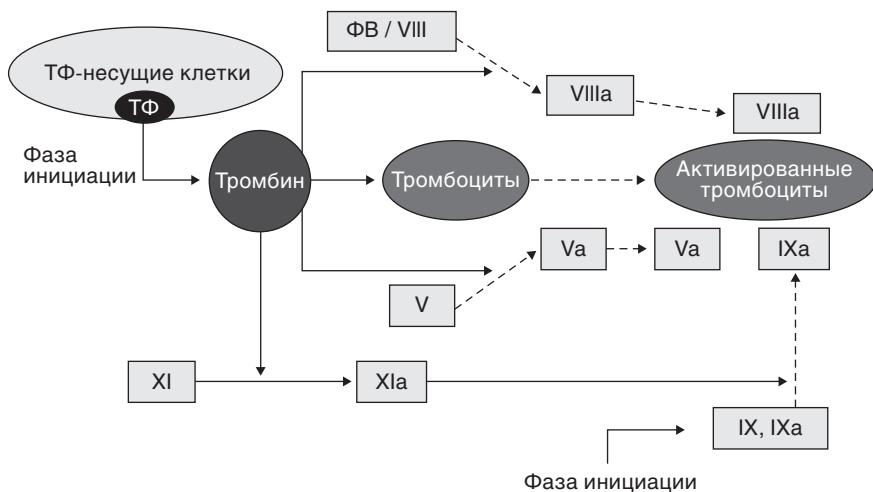 ФВ / VIII
ТФ-несущие клетки
ТФ
VIIIa
VIIIa
Фаза
инициации
Тромбин
Тромбоциты
Активированные
тромбоциты
Va
Va
IXa
V
XI
XIa
IX, IXa
Фаза инициации